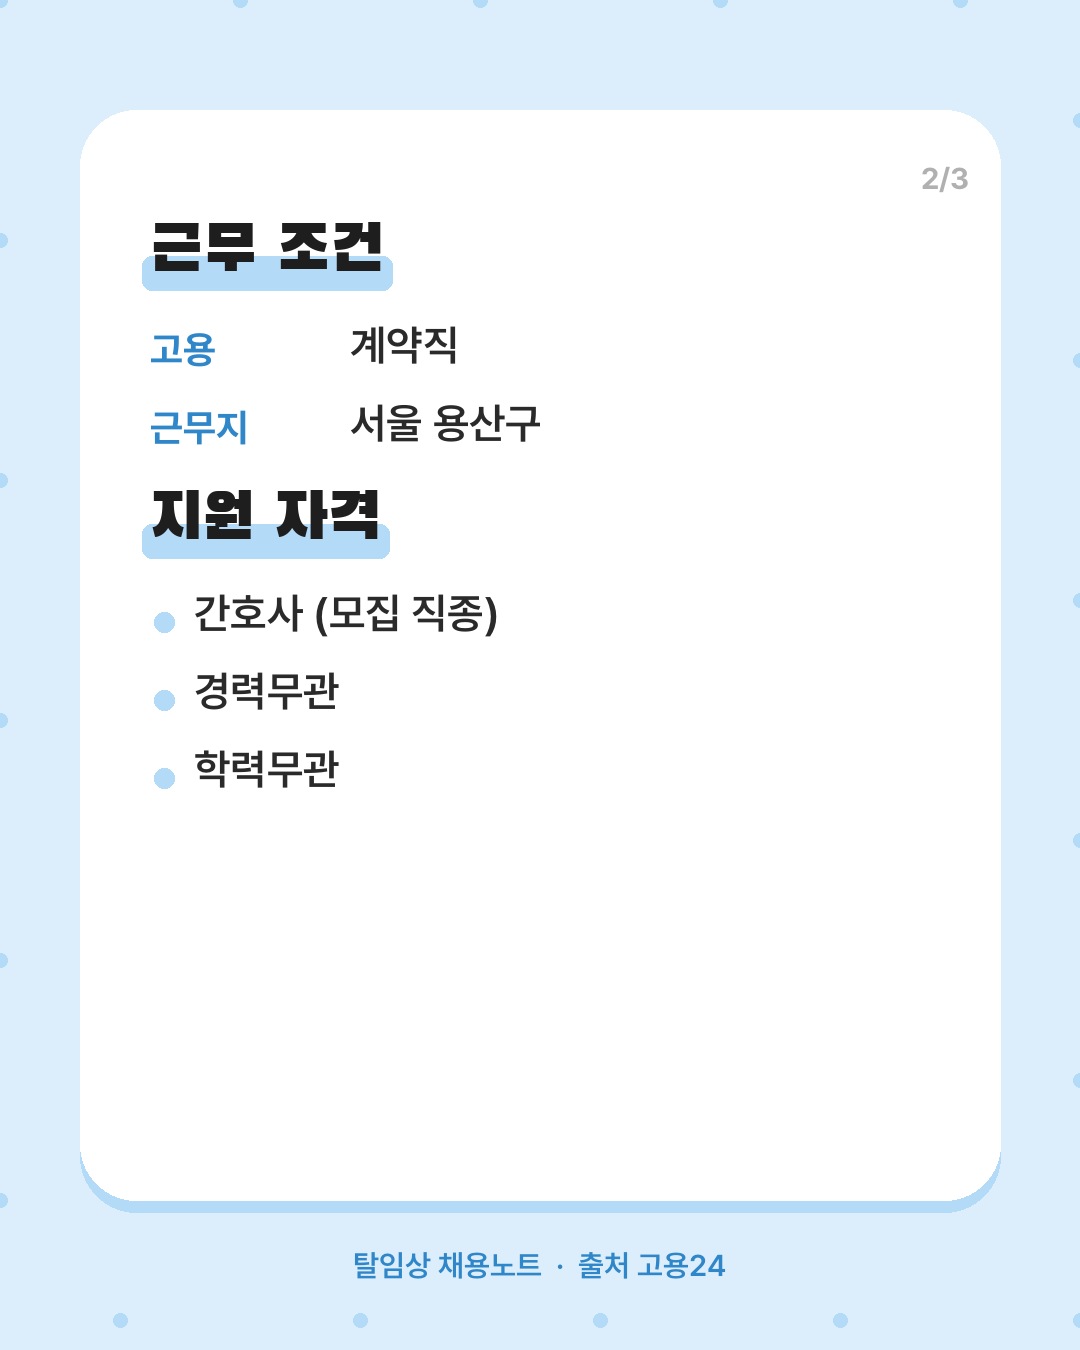 2/3
근무 조건
고용 계약직
근무지 서울 용산구
지원 자격
간호사 (모집 직종)
경력무관
학력무관
탈임상 채용노트 · 출처 고용24